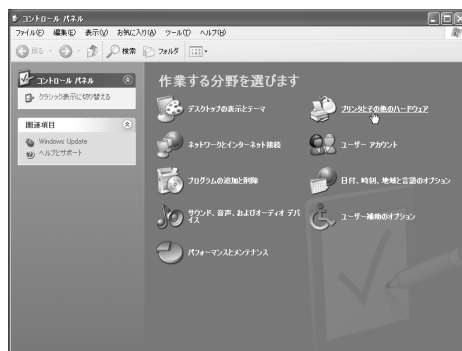 コントロール パネル
ファイル(F) 編集(E) 表示(V) お気に入り(A) ツール(T) ヘルプ(H)
戻る 検索 フォルダ
コントロール パネル
クラシック表示に切り替える
関連項目
Windows Update
ヘルプとサポート
作業する分野を選びます
デスクトップの表示とテーマ
プリンタとその他のハードウェア
ネットワークとインターネット接続
ユーザー アカウント
プログラムの追加と削除
日付、時刻、地域と言語のオプション
サウンド、音声、およびオーディオ デバ
イス
ユーザー補助のオプション
パフォーマンスとメンテナンス